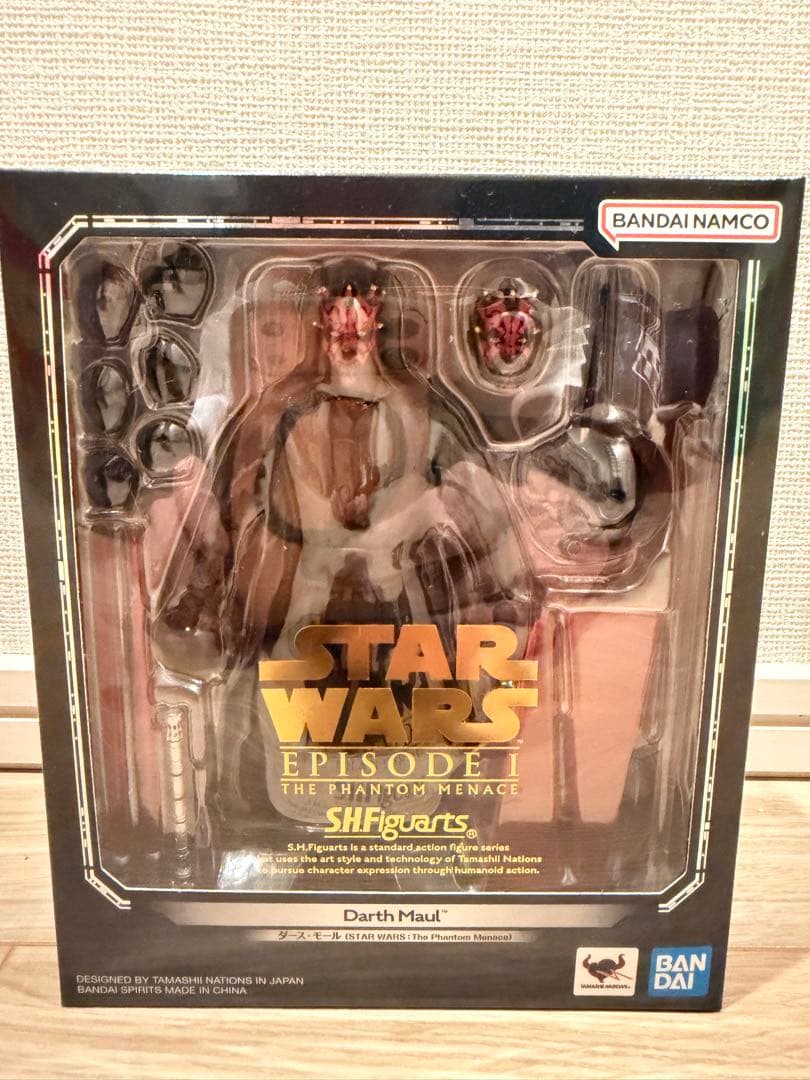 BANDAI NAMCO
STAR
WARS
EPISODE I
THE PHANTOM MENACE
S.H.Figuarts®
S.H.Figuarts is a standard action figure series
uses the art style and technology of Tamashii Nations
pursue character expression through humanoid action.
Darth Maul™
ダース・モール (STAR WARS : The Phantom Menace)
DESIGNED BY TAMASHII NATIONS IN JAPAN
BANDAI SPIRITS MADE IN CHINA
TAMASHII NATIONS
BAN
DAI